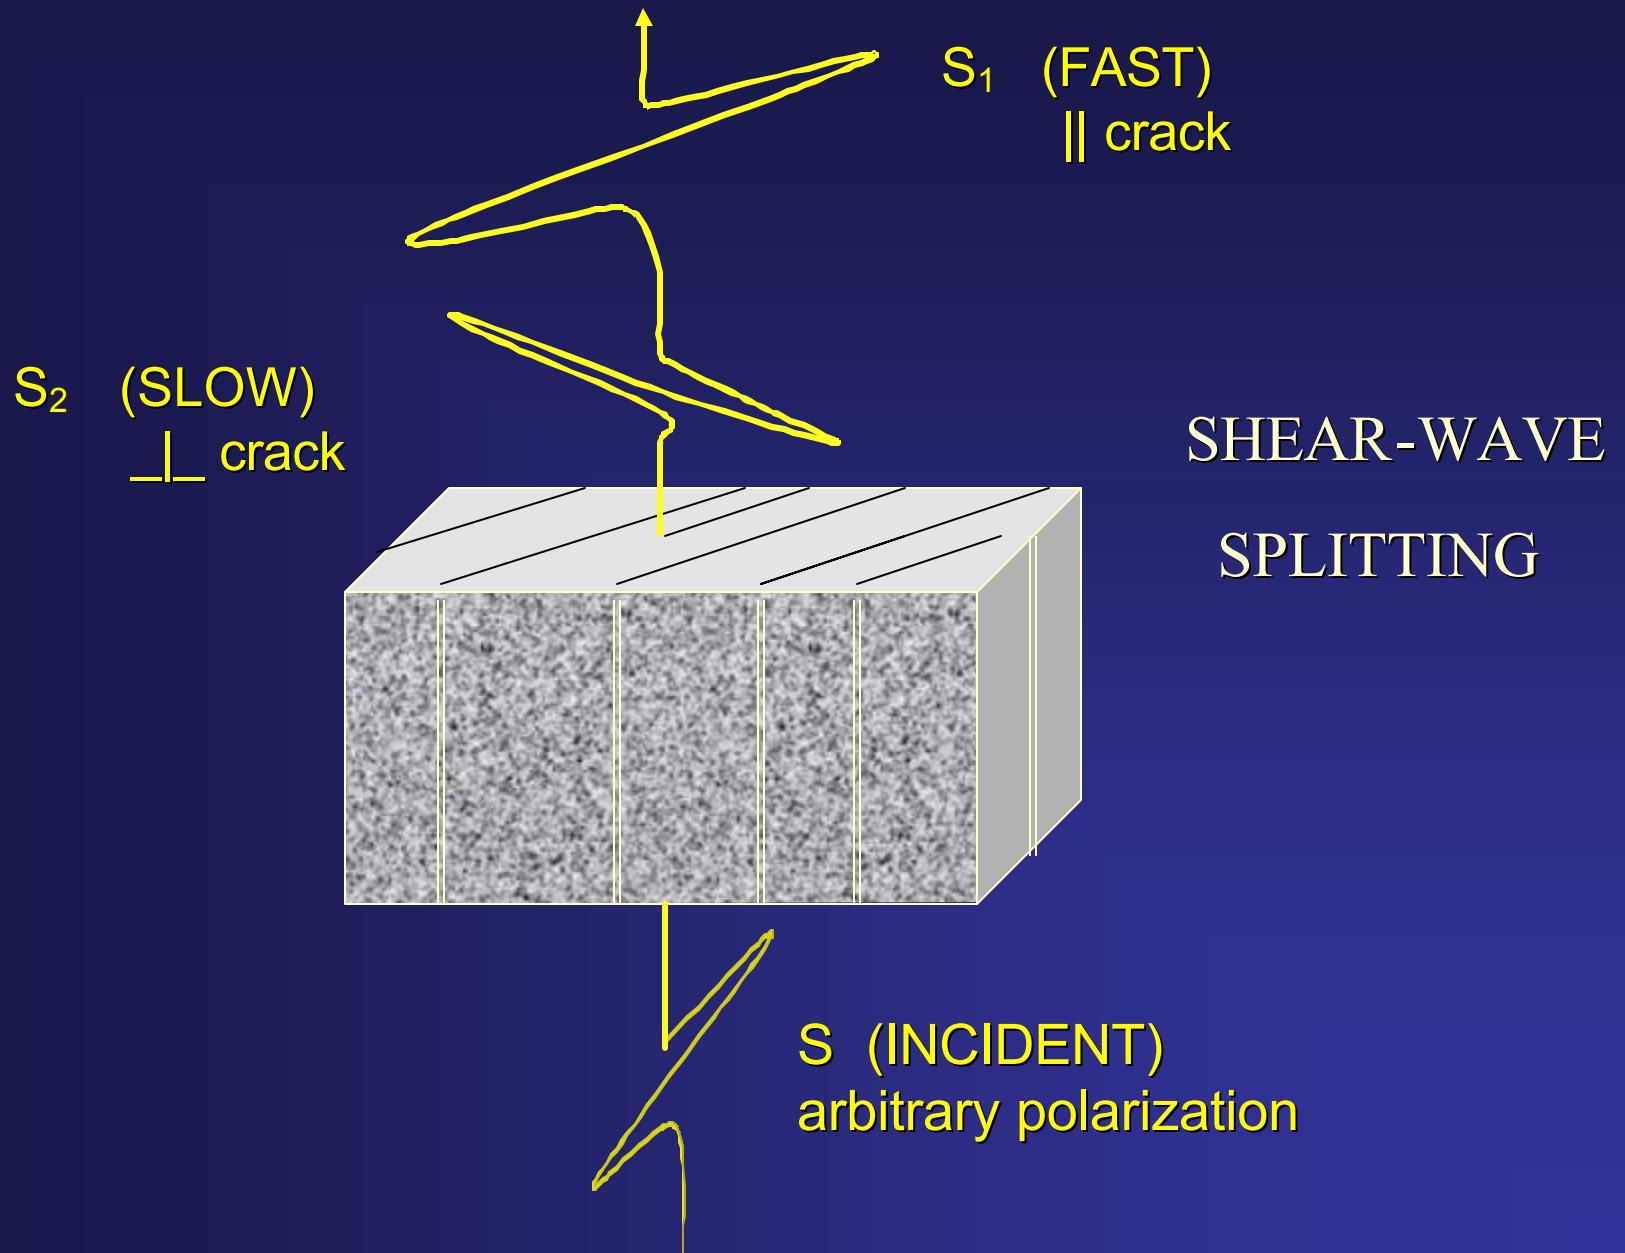 S₁ (FAST)
|| crack
S₂ (SLOW)
_|_ crack
SHEAR-WAVE
SPLITTING
S (INCIDENT)
arbitrary polarization